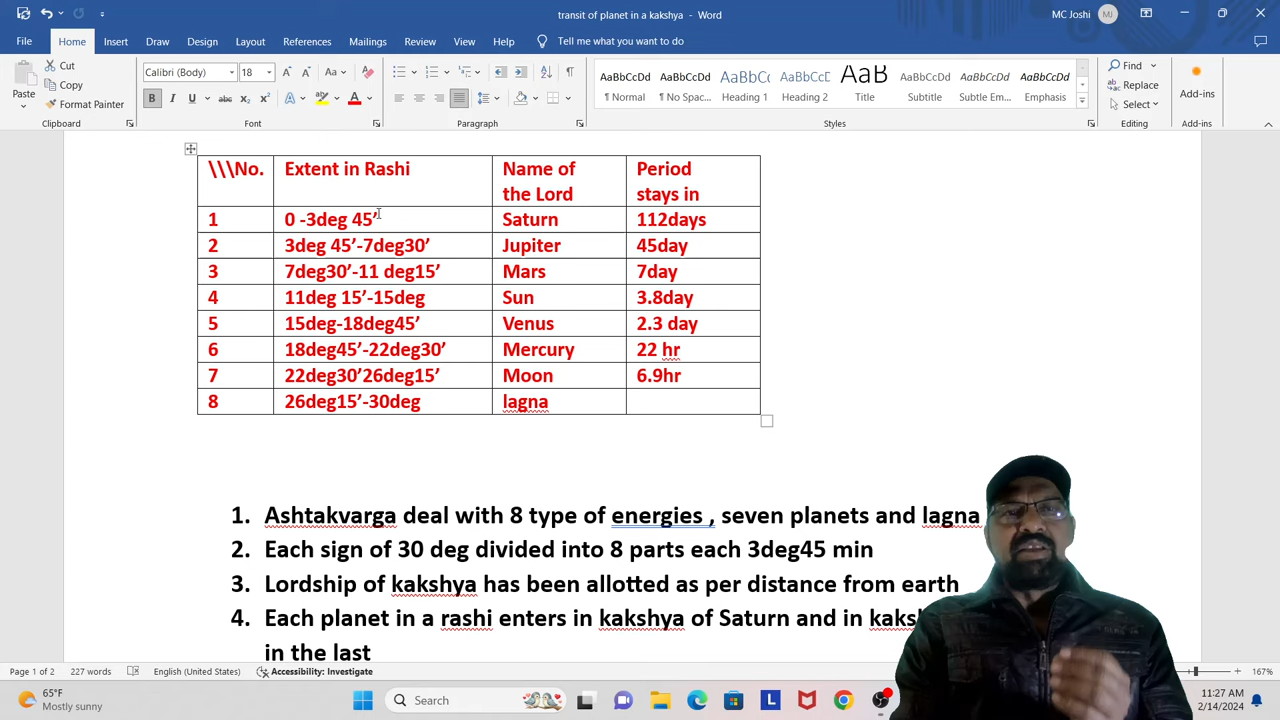 transit of planet in a kakshya - Word
MC Joshi
MJ
File Home Insert Draw Design Layout References Mailings Review View Help Tell me what you want to do
Paste
Cut
Copy
Format Painter
Clipboard
Calibri (Body) 18
Font
Paragraph
AaBbCcDd AaBbCcDd AaBbCc AaBbCcC AaB AaBbCcD AaBbCcDd AaBbCcDd
¶ Normal ¶ No Spac... Heading 1 Heading 2 Title Subtitle Subtle Em... Emphasis
Styles
Find
Replace
Select
Editing
Add-ins
Add-ins
\\\No. Extent in Rashi Name of the Lord Period stays in
1 0 -3deg 45’ Saturn 112days
2 3deg 45’-7deg30’ Jupiter 45day
3 7deg30’-11 deg15’ Mars 7day
4 11deg 15’-15deg Sun 3.8day
5 15deg-18deg45’ Venus 2.3 day
6 18deg45’-22deg30’ Mercury 22 hr
7 22deg30’26deg15’ Moon 6.9hr
8 26deg15’-30deg lagna
1. Ashtakvarga deal with 8 type of energies , seven planets and lagna
2. Each sign of 30 deg divided into 8 parts each 3deg45 min
3. Lordship of kakshya has been allotted as per distance from earth
4. Each planet in a rashi enters in kakshya of Saturn and in
in the last
Page 1 of 2 227 words English (United States) Accessibility: Investigate 167%
65°F
Mostly sunny
Search
11:27 AM
2/14/2024